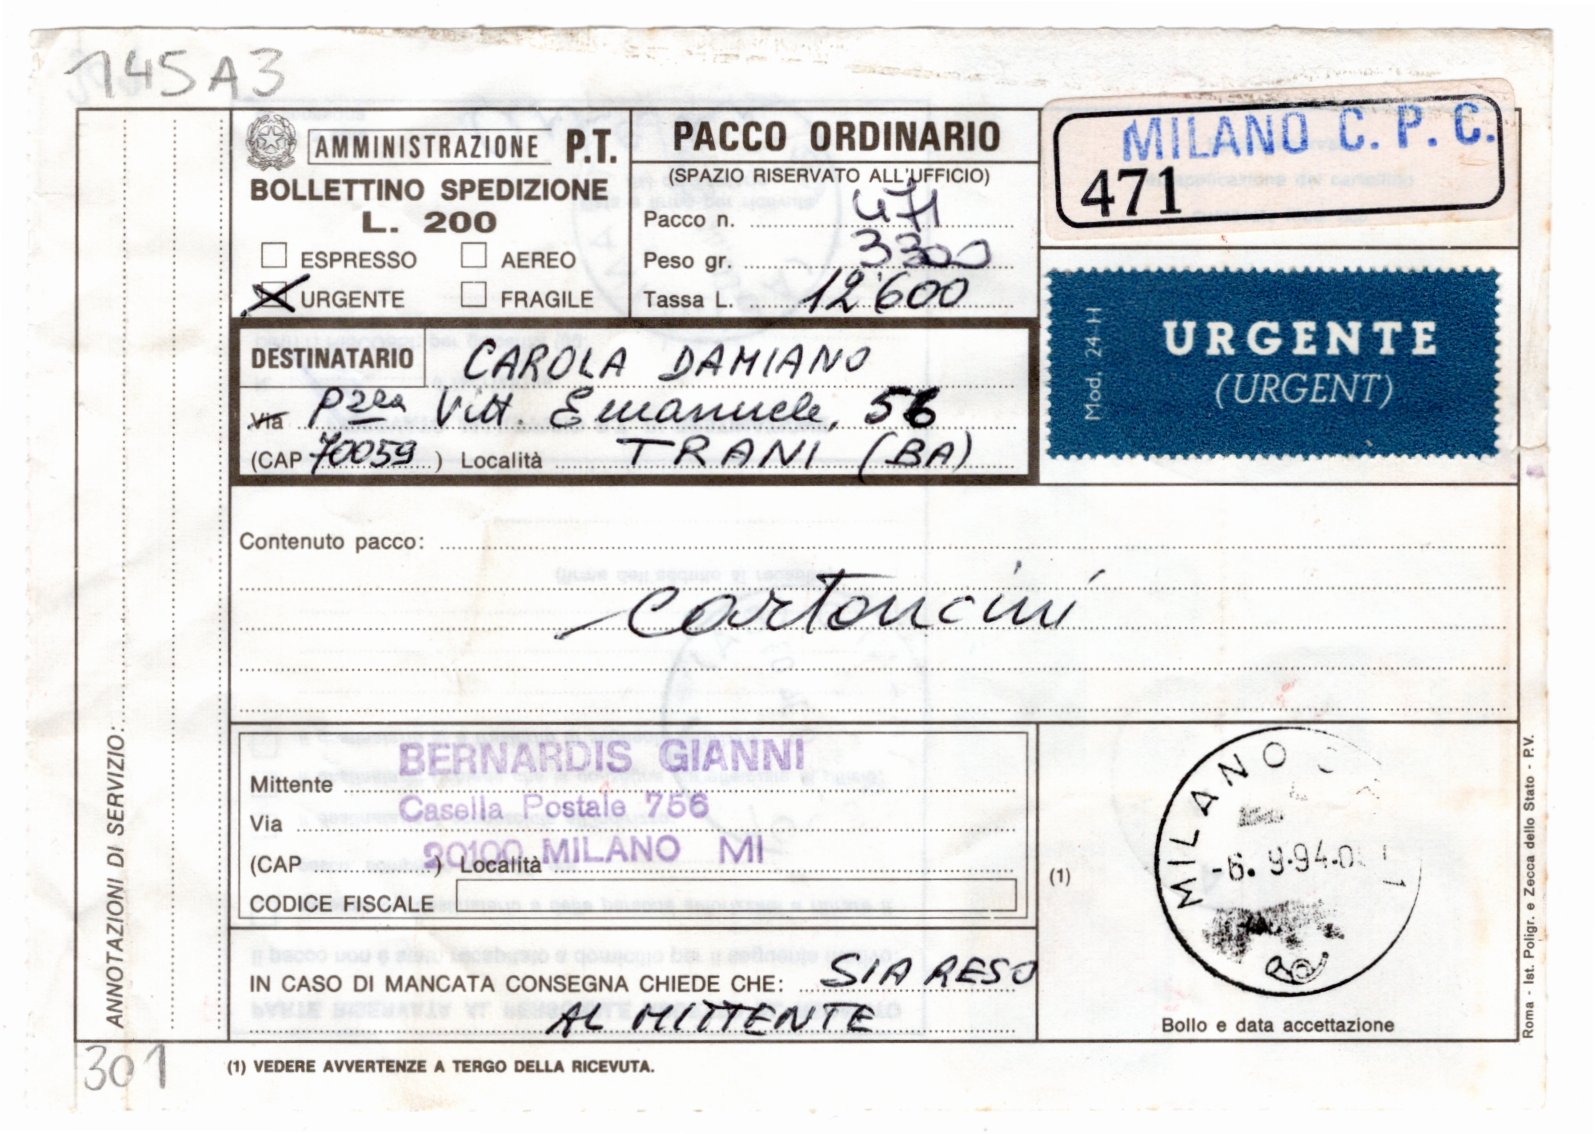 145A3
AMMINISTRAZIONE P.T.
BOLLETTINO SPEDIZIONE
L. 200
ESPRESSO AEREO
URGENTE FRAGILE
PACCO ORDINARIO
(SPAZIO RISERVATO ALL'UFFICIO)
Pacco n. 471
Peso gr. 3300
Tassa L. 12'600
MILANO C. P. C.
471
Mod. 24-H
URGENTE
(URGENT)
DESTINATARIO CAROLA DAMIANO
Via Pzza Vitt. Emanuele, 56
(CAP 70059) Località TRANI (BA)
Contenuto pacco:
cartoncini
BERNARDIS GIANNI
Mittente
Casella Postale 756
Via
20100 MILANO MI
(CAP ) Località
CODICE FISCALE
(1)
MILANO
-6. 9.94
Bollo e data accettazione
IN CASO DI MANCATA CONSEGNA CHIEDE CHE: SIA RESO
AL MITTENTE
ANNOTAZIONI DI SERVIZIO:
Roma - Ist. Poligr. e Zecca dello Stato - P.V.
301
(1) VEDERE AVVERTENZE A TERGO DELLA RICEVUTA.